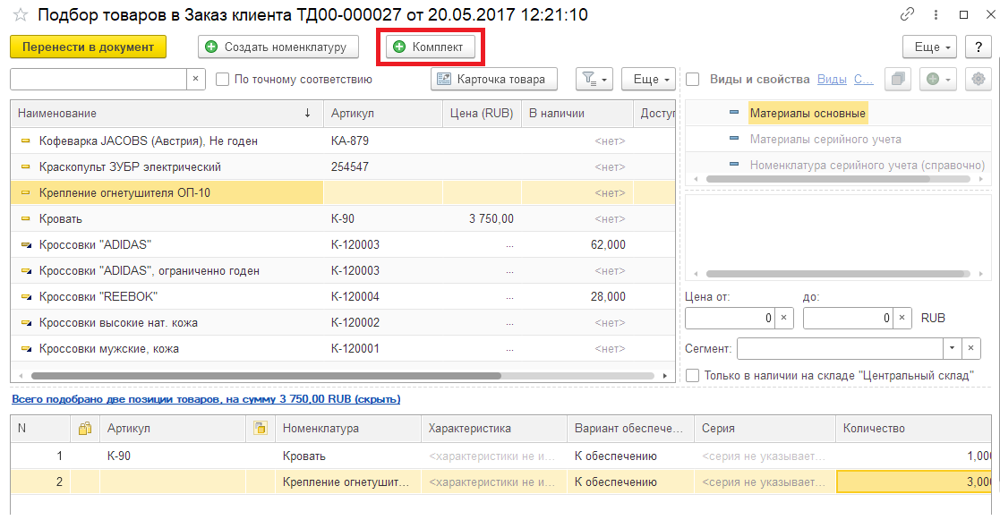 Подбор товаров в Заказ клиента ТД00-000027 от 20.05.2017 12:21:10
Перенести в документ Создать номенклатуру Комплект Еще ?
По точному соответствию Карточка товара Еще Виды и свойства Виды С...
Наименование ↓ Артикул Цена (RUB) В наличии Досту
Материалы основные
Кофеварка JACOBS (Австрия), Не годен КА-879 <нет>
Материалы серийного учета
Краскопульт ЗУБР электрический 254547 <нет>
Номенклатура серийного учета (справочно)
Крепление огнетушителя ОП-10 <нет>
Кровать К-90 3 750,00 <нет>
Кроссовки "ADIDAS" К-120003 ... 62,000
Кроссовки "ADIDAS", ограниченно годен К-120003 ... <нет>
Кроссовки "REEBOK" К-120004 ... 28,000
Цена от: до:
Кроссовки высокие нат. кожа К-120002 ... <нет>
0 × 0 × RUB
Кроссовки мужские, кожа К-120001 ... <нет>
Сегмент:
Только в наличии на складе "Центральный склад"
Всего подобрано две позиции товаров, на сумму 3 750,00 RUB (скрыть)
N Артикул Номенклатура Характеристика Вариант обеспече... Серия Количество
1 К-90 Кровать <характеристики не и... К обеспечению <серия не указывает... 1,000
2 Крепление огнетушит... <характеристики не и... К обеспечению <серия не указывает... 3,000